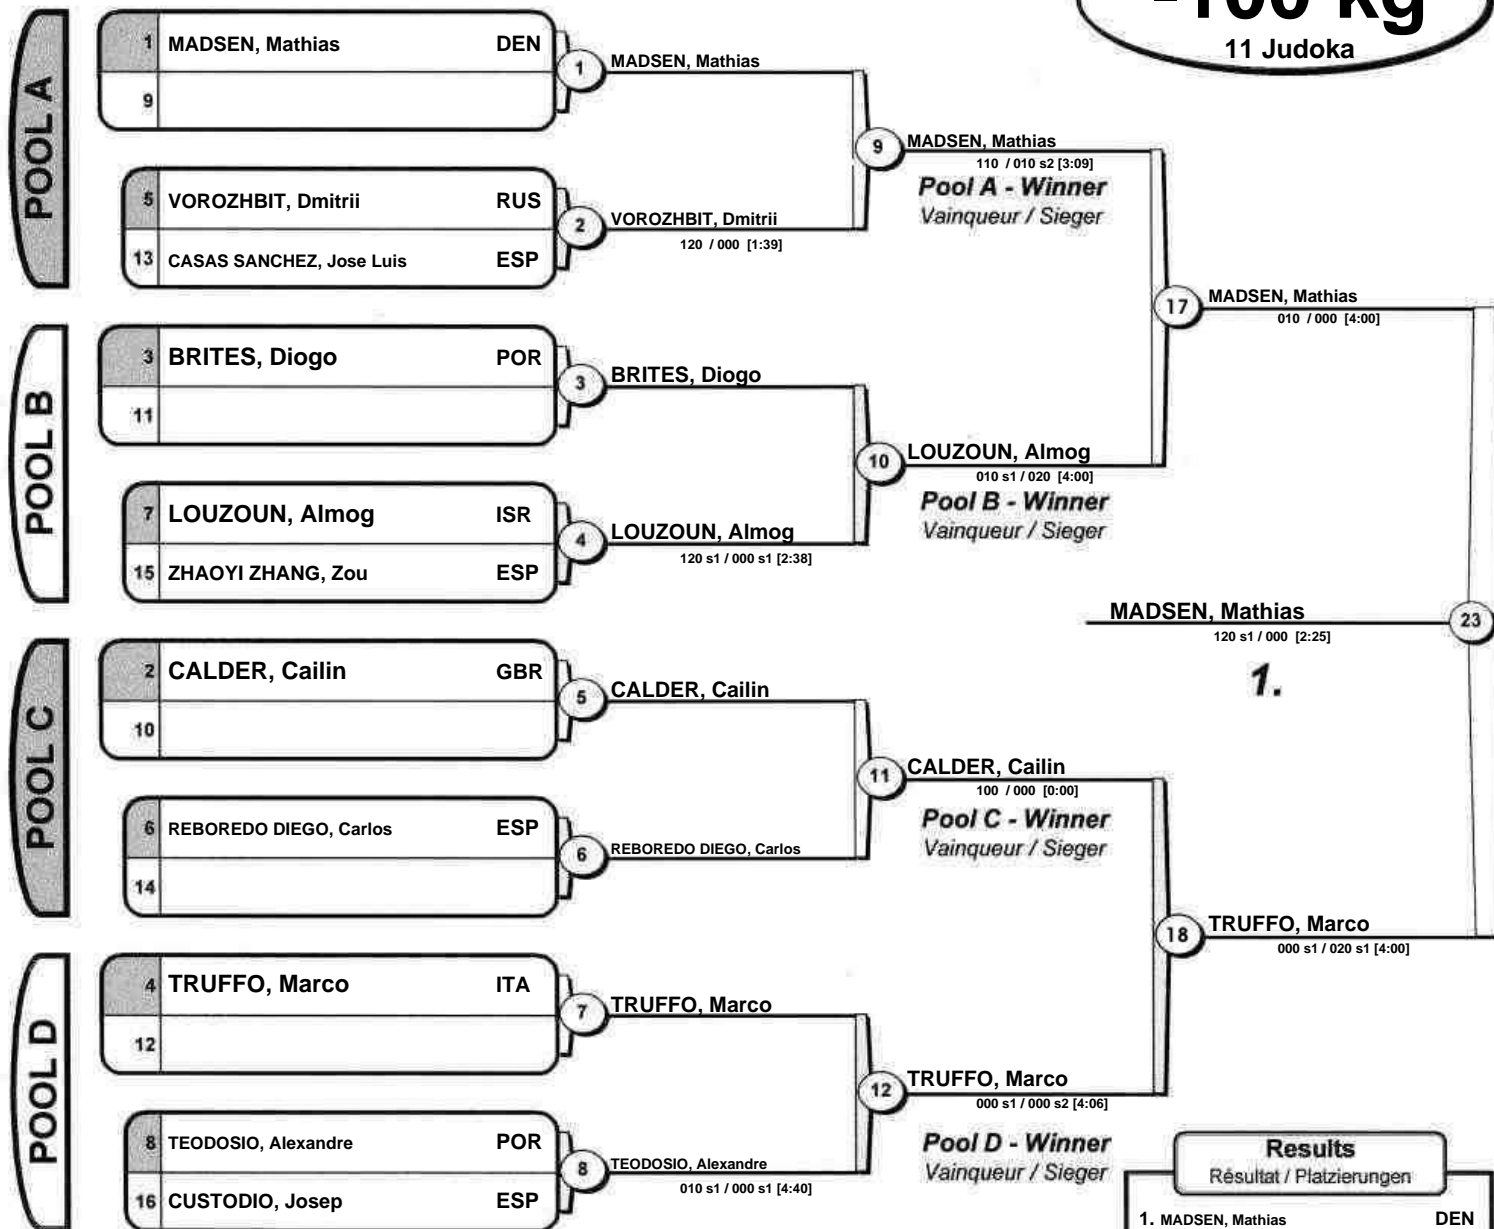 -100 kg
11 Judoka
POOL A
1 MADSEN, Mathias DEN
9
5 VOROZHBIT, Dmitrii RUS
13 CASAS SANCHEZ, Jose Luis ESP
1 MADSEN, Mathias
2 VOROZHBIT, Dmitrii
120 / 000 [1:39]
9 MADSEN, Mathias
110 / 010 s2 [3:09]
Pool A - Winner
Vainqueur / Sieger
POOL B
3 BRITES, Diogo POR
11
7 LOUZOUN, Almog ISR
15 ZHAOYI ZHANG, Zou ESP
3 BRITES, Diogo
4 LOUZOUN, Almog
120 s1 / 000 s1 [2:38]
10 LOUZOUN, Almog
010 s1 / 020 [4:00]
Pool B - Winner
Vainqueur / Sieger
17 MADSEN, Mathias
010 / 000 [4:00]
MADSEN, Mathias 23
120 s1 / 000 [2:25]
1.
POOL C
2 CALDER, Cailin GBR
10
6 REBOREDO DIEGO, Carlos ESP
14
5 CALDER, Cailin
6 REBOREDO DIEGO, Carlos
11 CALDER, Cailin
100 / 000 [0:00]
Pool C - Winner
Vainqueur / Sieger
18 TRUFFO, Marco
000 s1 / 020 s1 [4:00]
POOL D
4 TRUFFO, Marco ITA
12
8 TEODOSIO, Alexandre POR
16 CUSTODIO, Josep ESP
7 TRUFFO, Marco
8 TEODOSIO, Alexandre
010 s1 / 000 s1 [4:40]
12 TRUFFO, Marco
000 s1 / 000 s2 [4:06]
Pool D - Winner
Vainqueur / Sieger
Results
Résultat / Platzierungen
1. MADSEN, Mathias DEN